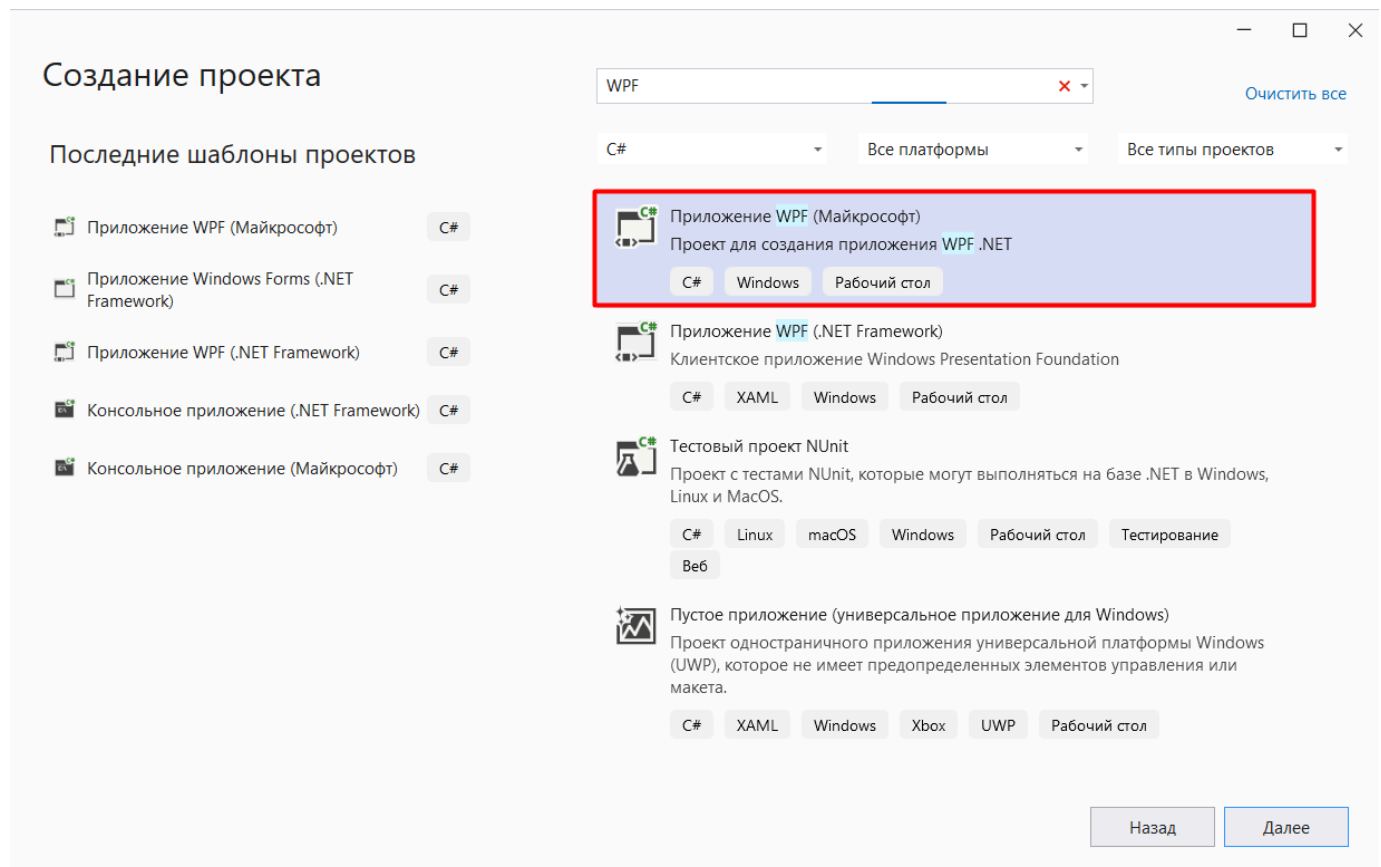 Создание проекта
WPF
Очистить все
Последние шаблоны проектов
C#
Все платформы
Все типы проектов
Приложение WPF (Майкрософт)
C#
Приложение Windows Forms (.NET
Framework)
C#
Приложение WPF (.NET Framework)
C#
Консольное приложение (.NET Framework)
C#
Консольное приложение (Майкрософт)
C#
Приложение WPF (Майкрософт)
Проект для создания приложения WPF .NET
C# Windows Рабочий стол
Приложение WPF (.NET Framework)
Клиентское приложение Windows Presentation Foundation
C# XAML Windows Рабочий стол
Тестовый проект NUnit
Проект с тестами NUnit, которые могут выполняться на базе .NET в Windows,
Linux и MacOS.
C# Linux macOS Windows Рабочий стол Тестирование
Веб
Пустое приложение (универсальное приложение для Windows)
Проект одностраничного приложения универсальной платформы Windows
(UWP), которое не имеет предопределенных элементов управления или
макета.
C# XAML Windows Xbox UWP Рабочий стол
Назад
Далее